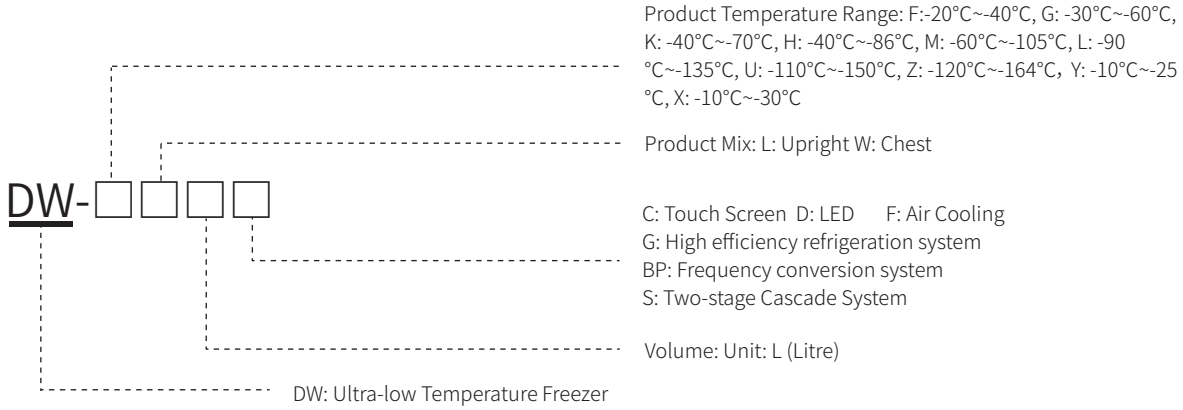 Product Temperature Range: F:-20°C~-40°C, G: -30°C~-60°C,
K: -40°C~-70°C, H: -40°C~-86°C, M: -60°C~-105°C, L: -90
°C~-135°C, U: -110°C~-150°C, Z: -120°C~-164°C， Y: -10°C~-25
°C, X: -10°C~-30°C
Product Mix: L: Upright W: Chest
DW-□□□□
C: Touch Screen D: LED F: Air Cooling
G: High efficiency refrigeration system
BP: Frequency conversion system
S: Two-stage Cascade System
Volume: Unit: L (Litre)
DW: Ultra-low Temperature Freezer